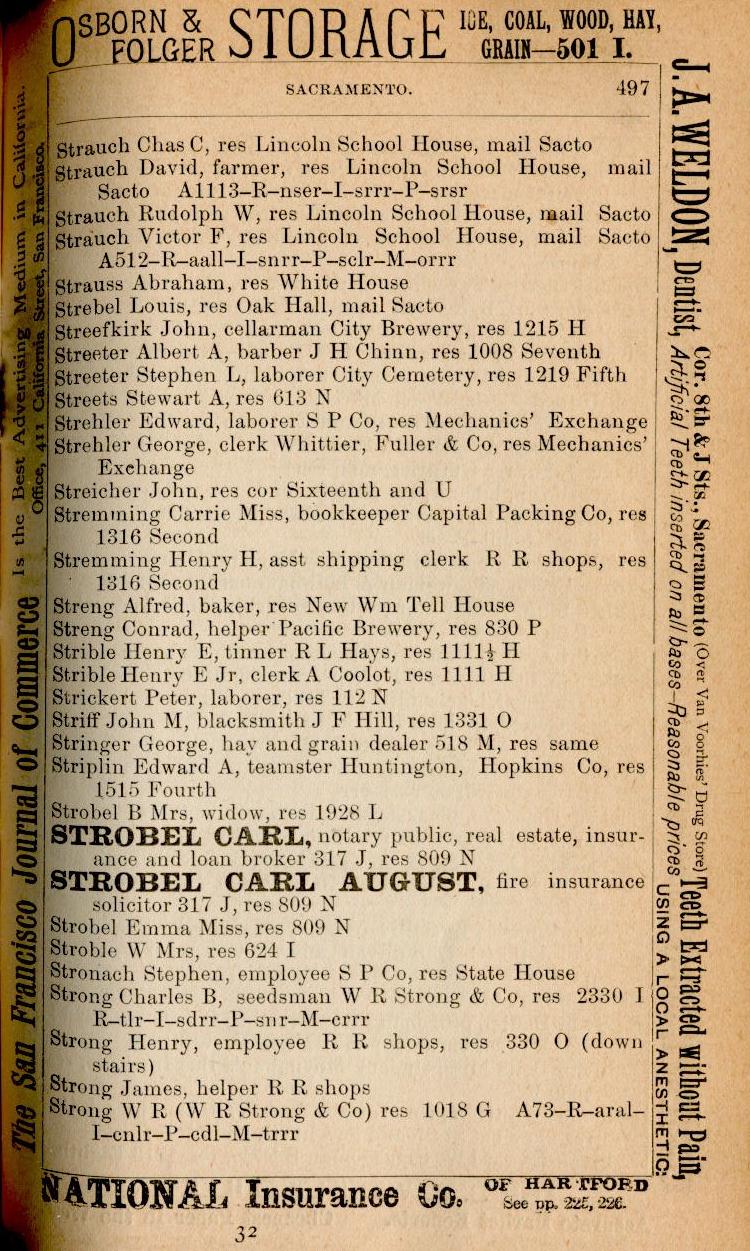 OSBORN & FOLGER STORAGE ICE, COAL, WOOD, HAY, GRAIN—501 I.
SACRAMENTO. 497
Strauch Chas C, res Lincoln School House, mail Sacto
Strauch David, farmer, res Lincoln School House, mail
Sacto A1113–R–nser–I–srrr–P–srsr
Strauch Rudolph W, res Lincoln School House, mail Sacto
Strauch Victor F, res Lincoln School House, mail Sacto
A512–R–aall–I–snrr–P–sclr–M–orrr
Strauss Abraham, res White House
Strebel Louis, res Oak Hall, mail Sacto
Streefkirk John, cellarman City Brewery, res 1215 H
Streeter Albert A, barber J H Chinn, res 1008 Seventh
Streeter Stephen L, laborer City Cemetery, res 1219 Fifth
Streets Stewart A, res 613 N
Strehler Edward, laborer S P Co, res Mechanics' Exchange
Strehler George, clerk Whittier, Fuller & Co, res Mechanics'
Exchange
Streicher John, res cor Sixteenth and U
Stremming Carrie Miss, bookkeeper Capital Packing Co, res
1316 Second
Stremming Henry H, asst shipping clerk R R shops, res
1316 Second
Streng Alfred, baker, res New Wm Tell House
Streng Conrad, helper Pacific Brewery, res 830 P
Strible Henry E, tinner R L Hays, res 1111½ H
Strible Henry E Jr, clerk A Coolot, res 1111 H
Strickert Peter, laborer, res 112 N
Striff John M, blacksmith J F Hill, res 1331 O
Stringer George, hay and grain dealer 518 M, res same
Striplin Edward A, teamster Huntington, Hopkins Co, res
1515 Fourth
Strobel B Mrs, widow, res 1928 L
STROBEL CARL, notary public, real estate, insur-
ance and loan broker 317 J, res 809 N
STROBEL CARL AUGUST, fire insurance
solicitor 317 J, res 809 N
Strobel Emma Miss, res 809 N
Stroble W Mrs, res 624 I
Stronach Stephen, employee S P Co, res State House
Strong Charles B, seedsman W R Strong & Co, res 2330 I
R–tlr–I–sdrr–P–snr–M–crrr
Strong Henry, employee R R shops, res 330 O (down
stairs)
Strong James, helper R R shops
Strong W R (W R Strong & Co) res 1018 G A73–R–aral–
I–cnlr–P–cdl–M–trrr
NATIONAL Insurance Co. OF HARTFORD
See pp. 225, 226.
32
The San Francisco Journal of Commerce Is the Best Advertising Medium in California.
Office, 411 California Street, San Francisco.
J. A. WELDON, Dentist, Cor. 8th & J Sts., Sacramento (Over Van Voorhies' Drug Store) Teeth Extracted without Pain,
Artificial Teeth inserted on all bases—Reasonable prices USING A LOCAL ANESTHETIC.